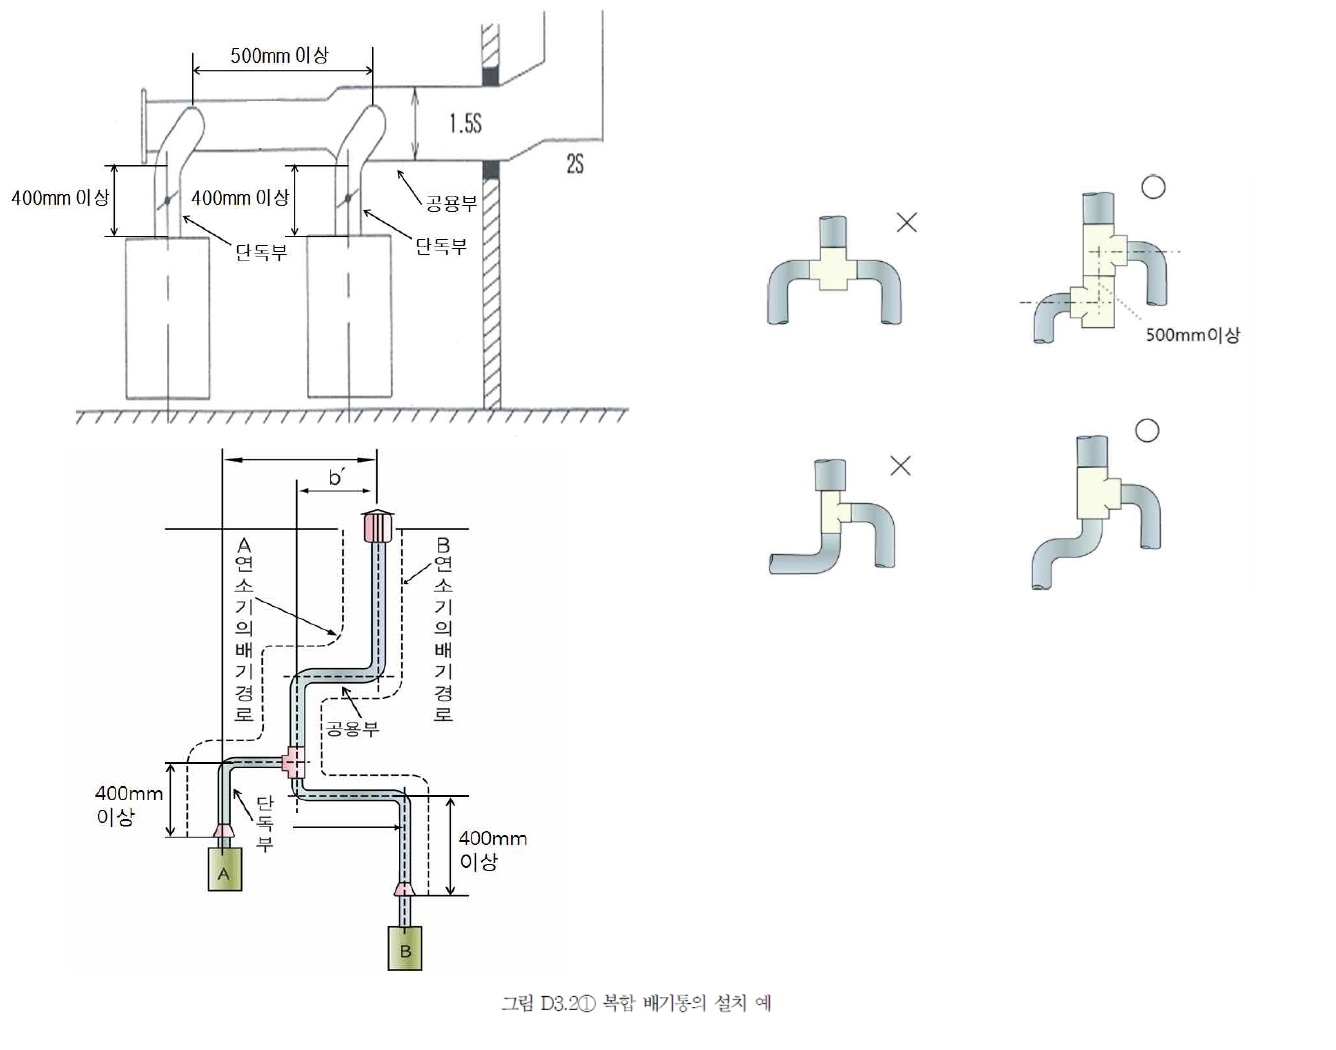 500mm 이상
1.5S
2S
400mm 이상
400mm 이상
공용부
단독부
단독부
500mm이상
b´
A연소기의배기경로
B연소기의배기경로
공용부
400mm
이상
단독부
400mm
이상
A
B
그림 D3.2① 복합 배기통의 설치 예